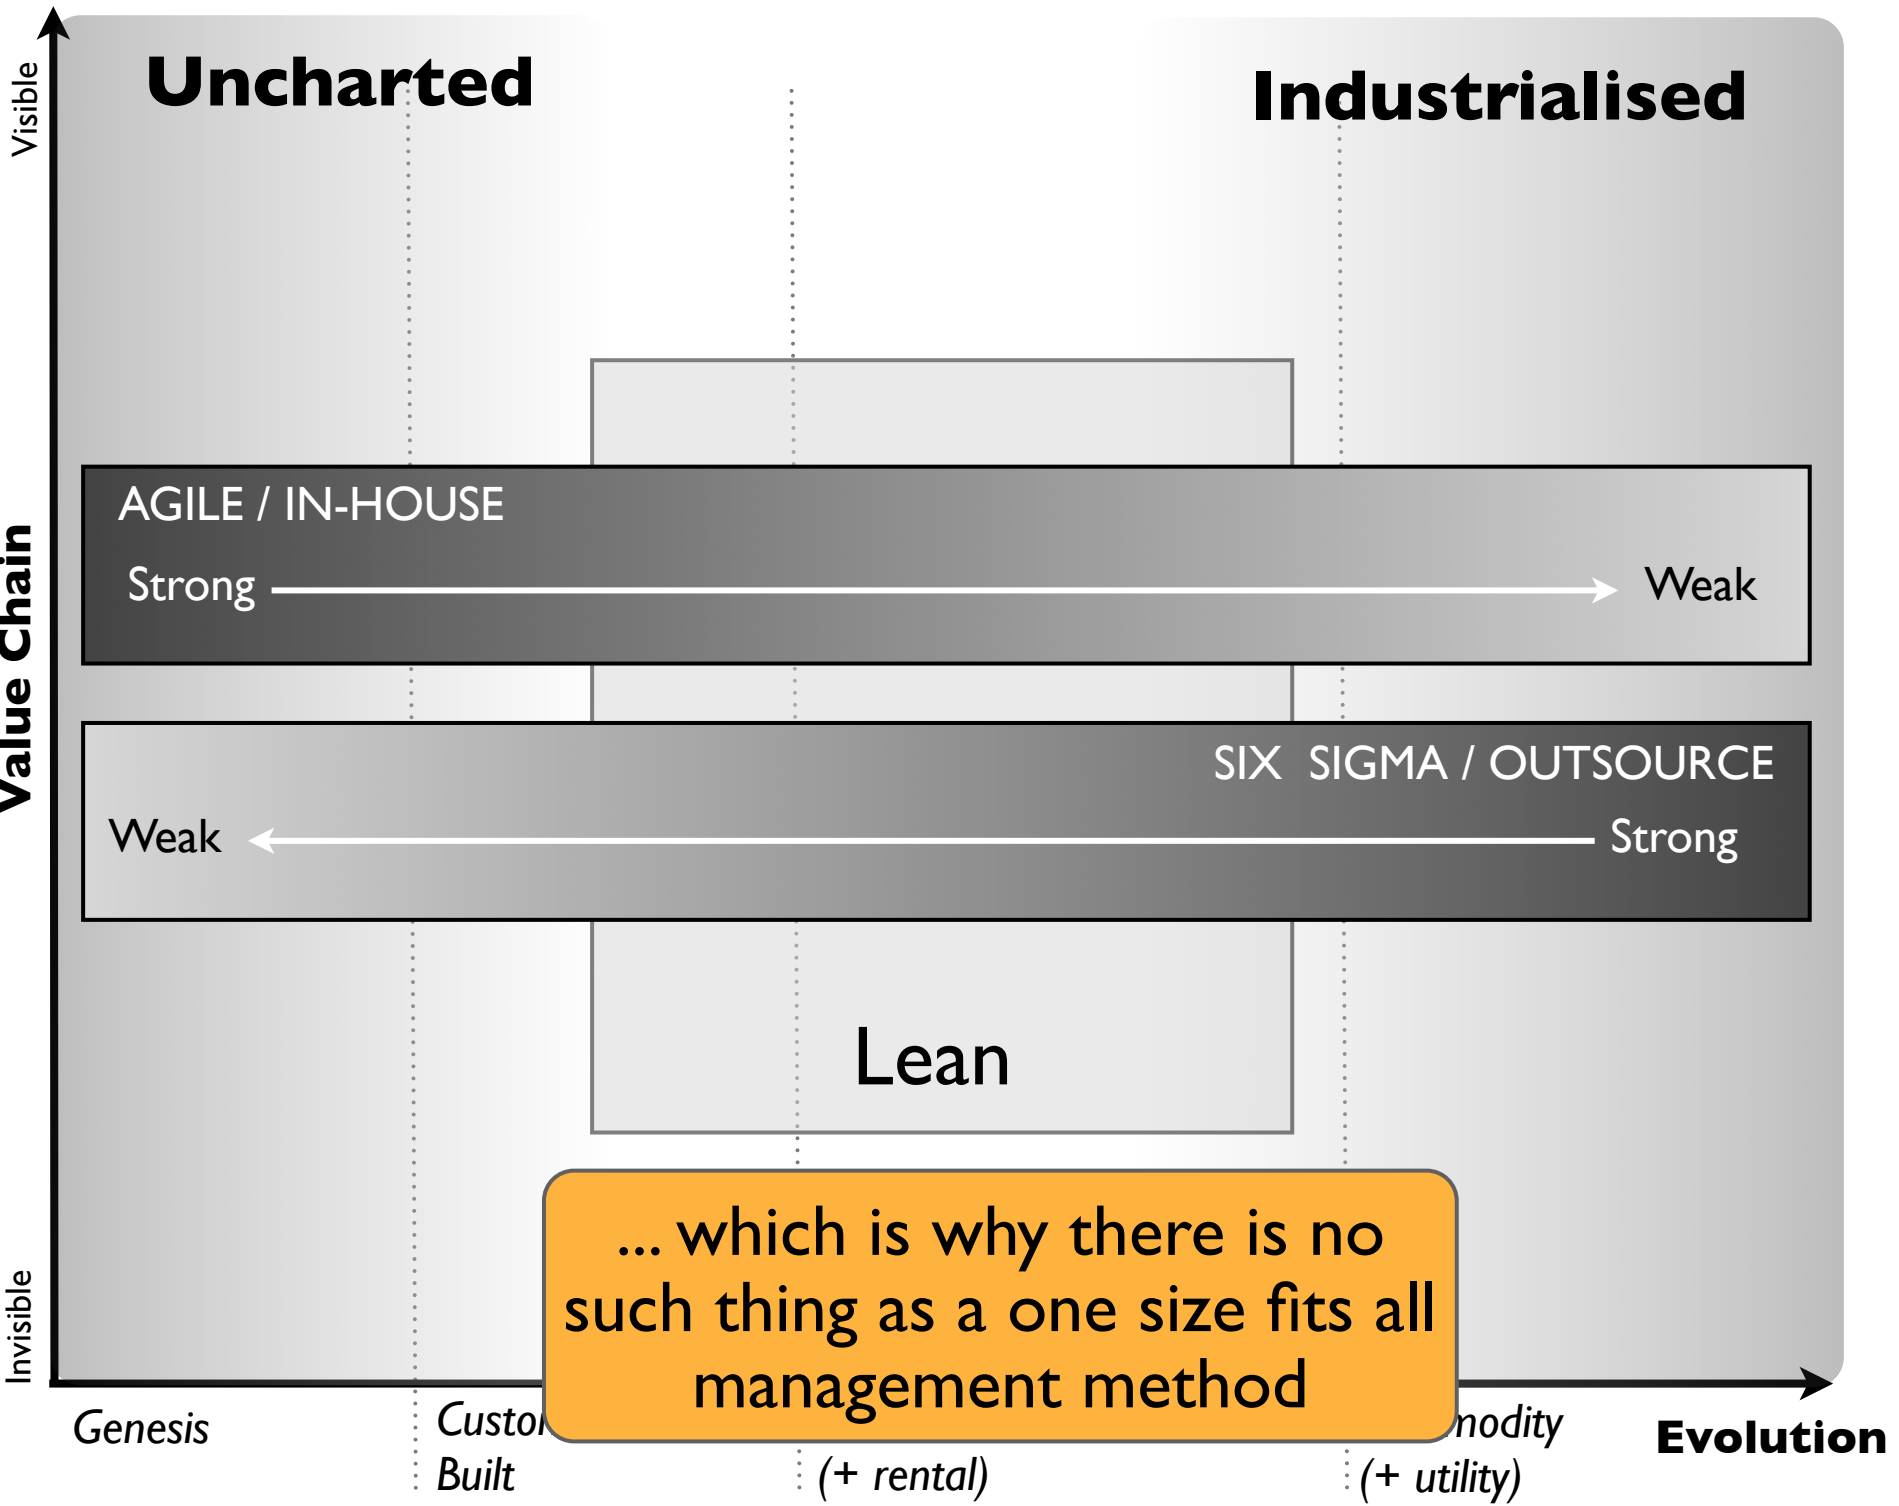 Uncharted
Industrialised
Visible
AGILE / IN-HOUSE
Strong
Weak
Value Chain
SIX SIGMA / OUTSOURCE
Weak
Strong
Lean
... which is why there is no
such thing as a one size fits all
management method
Invisible
Genesis
Built
(+ rental)
(+ utility)
Evolution